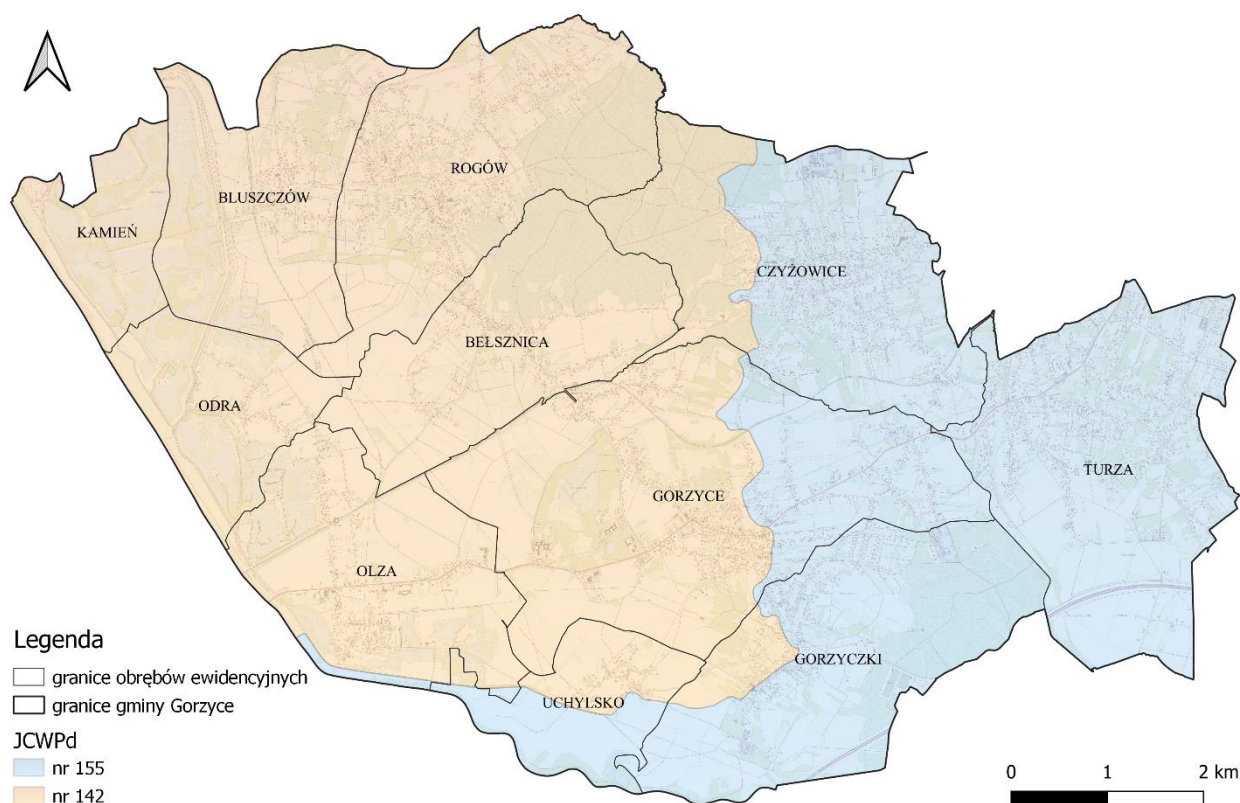 ROGÓW
BLUSZCZÓW
KAMIEŃ
CZYŻOWICE
BEŁSZNICA
ODRA
TURZA
GORZYCE
OLZA
GORZYCZKI
UCHYLSKO
Legenda
granice obrębów ewidencyjnych
granice gminy Gorzyce
JCWPd
nr 155
nr 142
0 1 2 km